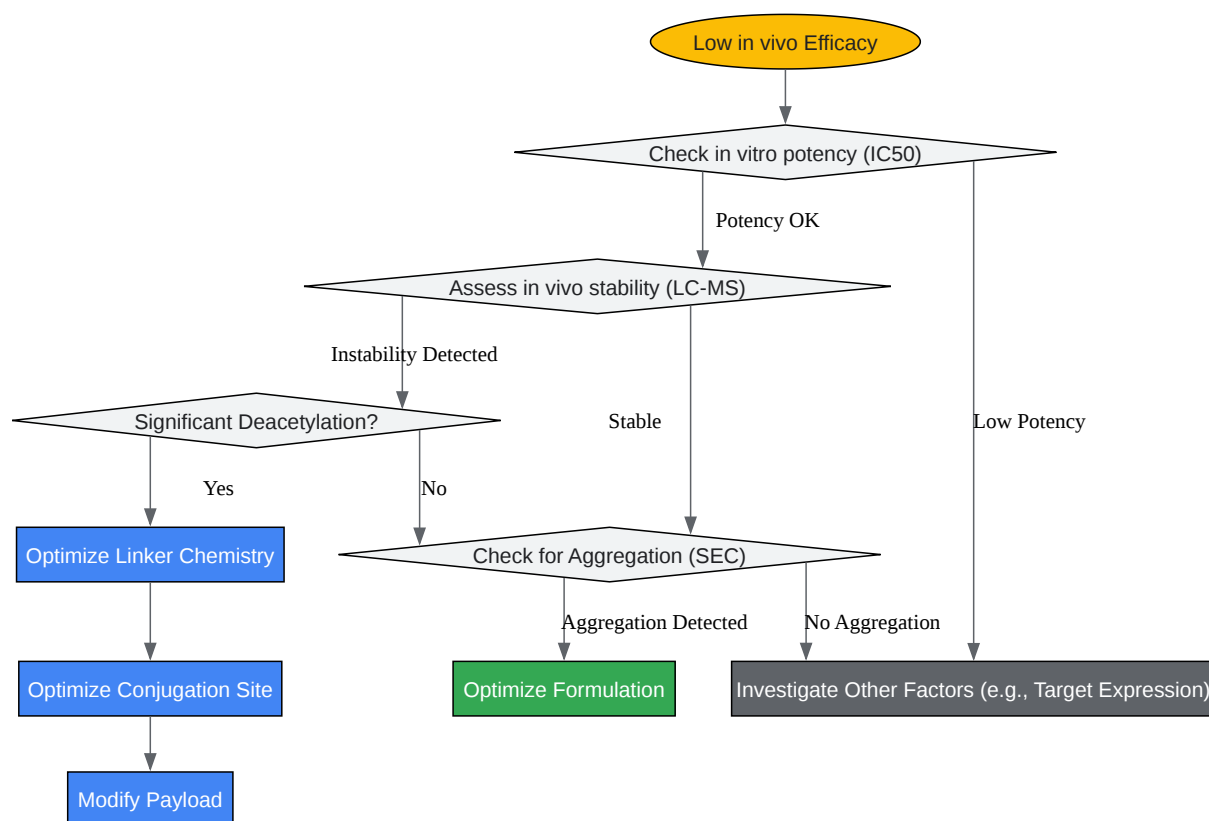 Low in vivo Efficacy
Check in vitro potency (IC50)
Potency OK
Assess in vivo stability (LC-MS)
Instability Detected
Significant Deacetylation?
Stable
Low Potency
Yes
No
Optimize Linker Chemistry
Check for Aggregation (SEC)
Aggregation Detected
No Aggregation
Optimize Conjugation Site
Optimize Formulation
Investigate Other Factors (e.g., Target Expression)
Modify Payload